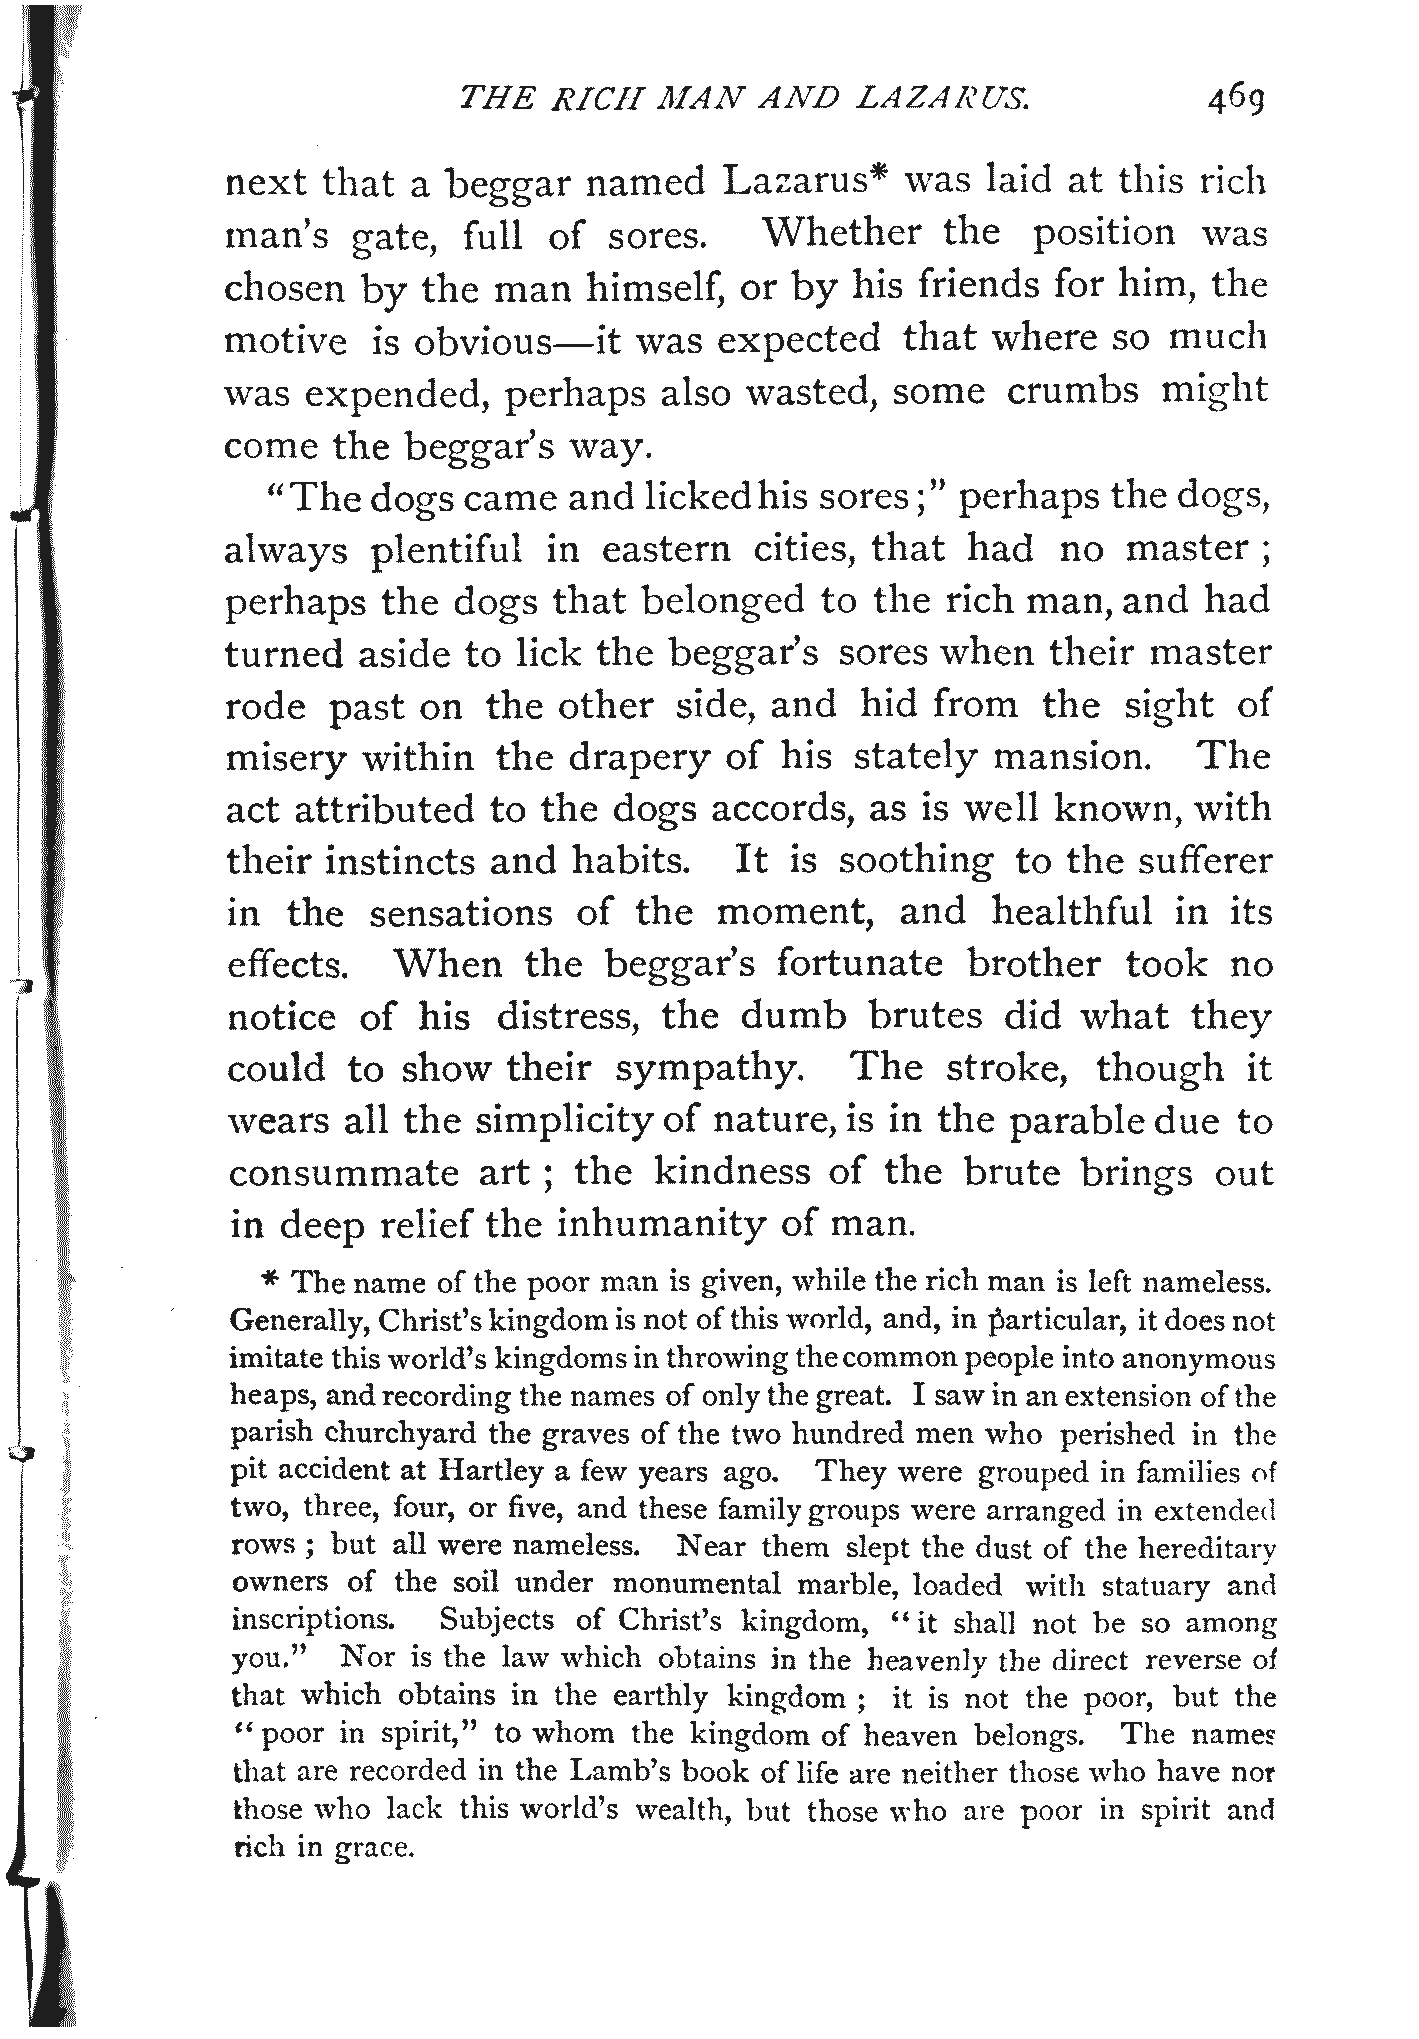 THE RICH MAN AND LAZARUS. 469
next that a beggar named Lazarus* was laid at this rich
man's gate, full of sores. Whether the position was
chosen by the man himself, or by his friends for him, the
motive is obvious—it was expected that where so much
was expended, perhaps also wasted, some crumbs might
come the beggar's way.
"The dogs came and licked his sores;" perhaps the dogs,
always plentiful in eastern cities, that had no master;
perhaps the dogs that belonged to the rich man, and had
turned aside to lick the beggar's sores when their master
rode past on the other side, and hid from the sight of
misery within the drapery of his stately mansion. The
act attributed to the dogs accords, as is well known, with
their instincts and habits. It is soothing to the sufferer
in the sensations of the moment, and healthful in its
effects. When the beggar's fortunate brother took no
notice of his distress, the dumb brutes did what they
could to show their sympathy. The stroke, though it
wears all the simplicity of nature, is in the parable due to
consummate art; the kindness of the brute brings out
in deep relief the inhumanity of man.
* The name of the poor man is given, while the rich man is left nameless.
Generally, Christ's kingdom is not of this world, and, in particular, it does not
imitate this world's kingdoms in throwing the common people into anonymous
heaps, and recording the names of only the great. I saw in an extension of the
parish churchyard the graves of the two hundred men who perished in the
pit accident at Hartley a few years ago. They were grouped in families of
two, three, four, or five, and these family groups were arranged in extended
rows; but all were nameless. Near them slept the dust of the hereditary
owners of the soil under monumental marble, loaded with statuary and
inscriptions. Subjects of Christ's kingdom, "it shall not be so among
you." Nor is the law which obtains in the heavenly the direct reverse of
that which obtains in the earthly kingdom; it is not the poor, but the
"poor in spirit," to whom the kingdom of heaven belongs. The names
that are recorded in the Lamb's book of life are neither those who have nor
those who lack this world's wealth, but those who are poor in spirit and
rich in grace.